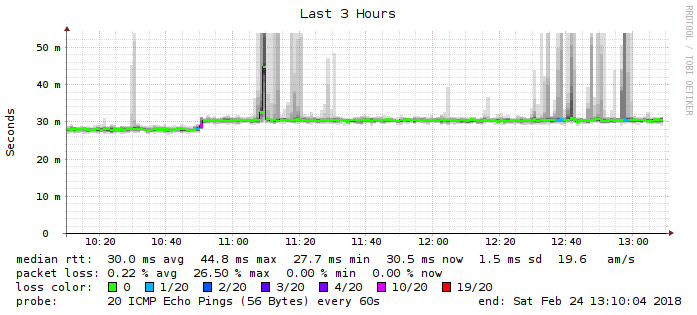 Last 3 Hours
RRDTOOL / TOBI OETIKER
Seconds
50 m
40 m
30 m
20 m
10 m
0
10:20 10:40 11:00 11:20 11:40 12:00 12:20 12:40 13:00
median rtt: 30.0 ms avg 44.8 ms max 27.7 ms min 30.5 ms now 1.5 ms sd 19.6 am/s
packet loss: 0.22 % avg 26.50 % max 0.00 % min 0.00 % now
loss color: 0 1/20 2/20 3/20 4/20 10/20 19/20
probe: 20 ICMP Echo Pings (56 Bytes) every 60s end: Sat Feb 24 13:10:04 2018